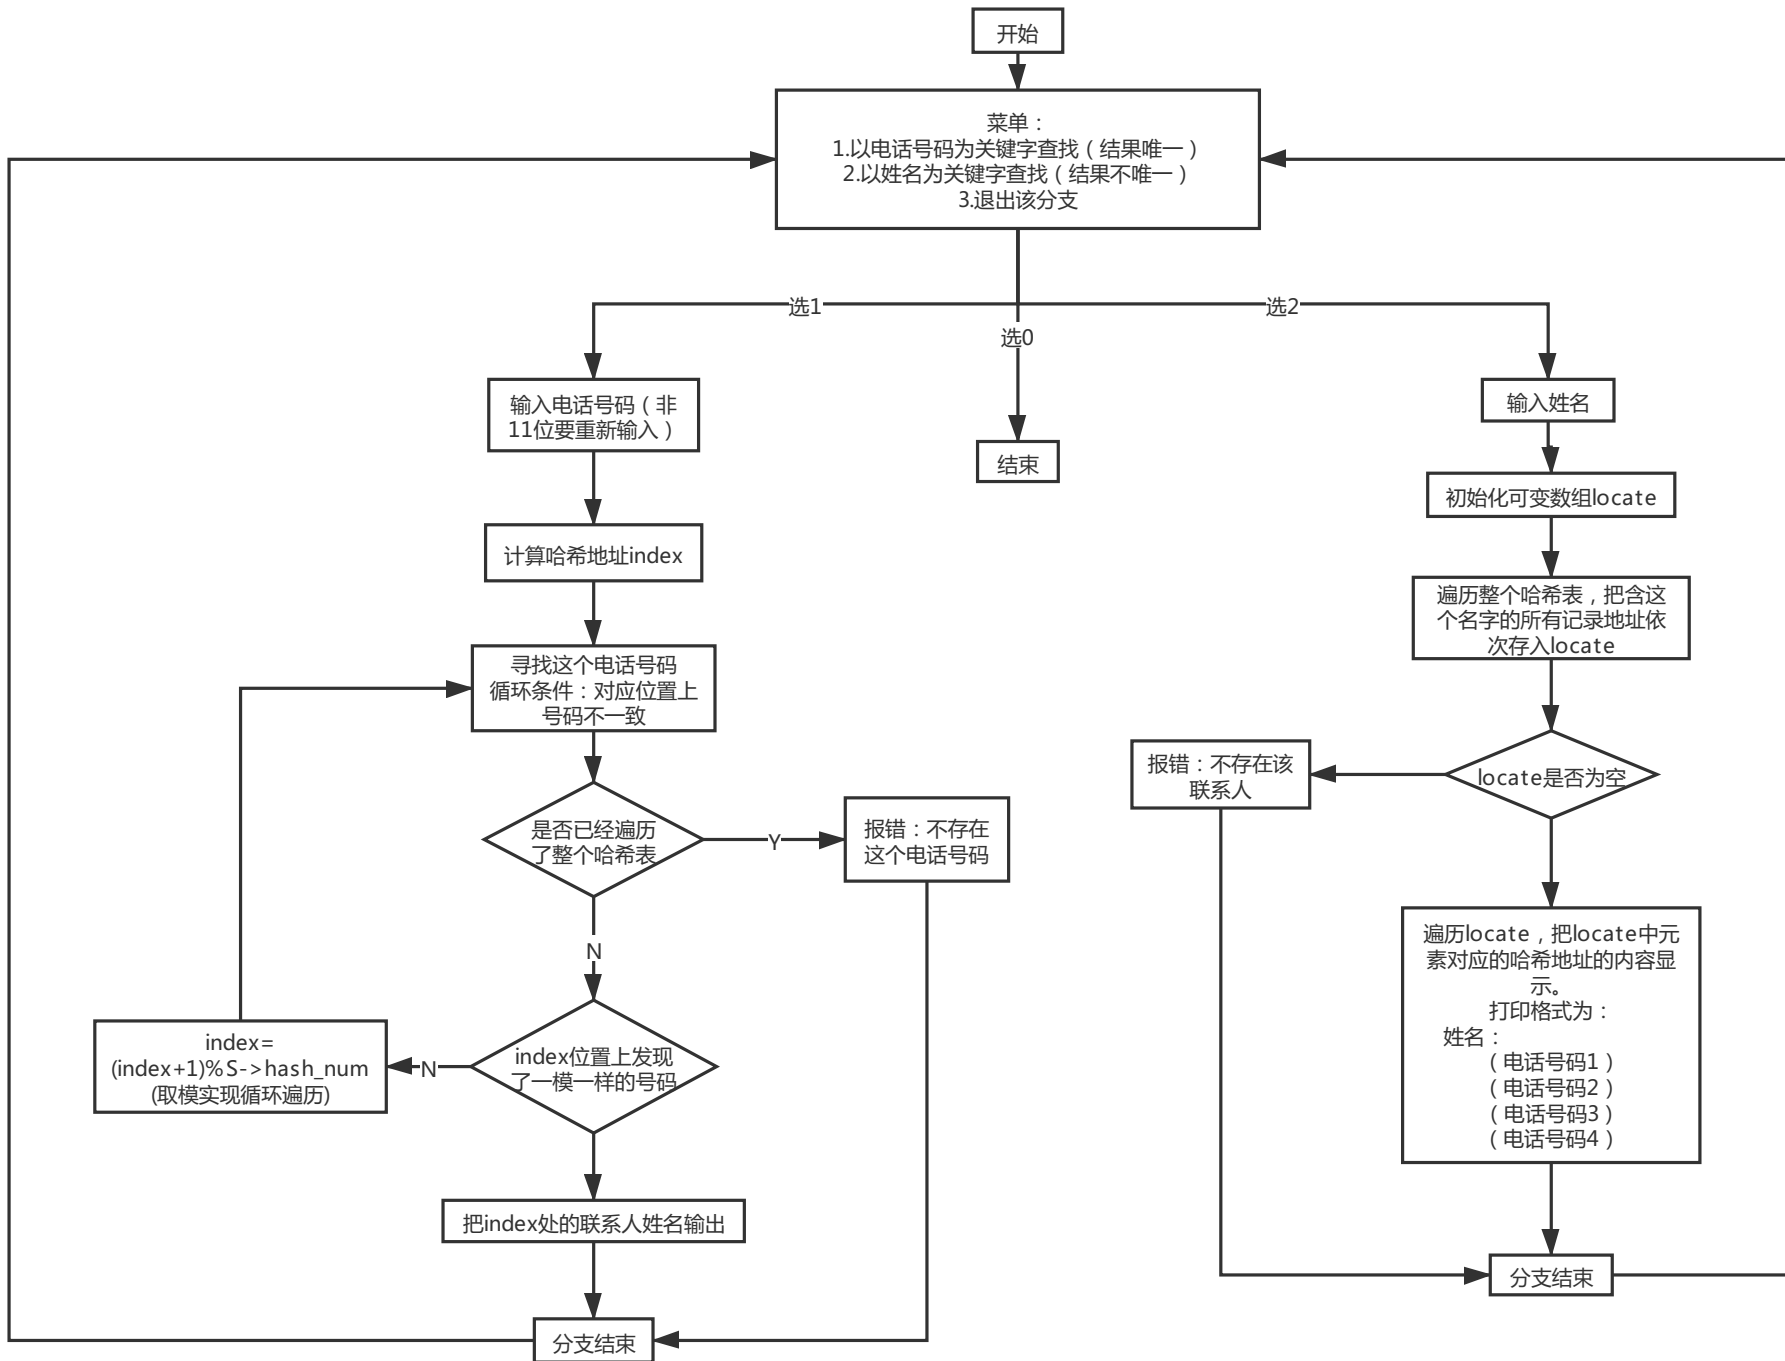 开始
菜单：
1.以电话号码为关键字查找（结果唯一）
2.以姓名为关键字查找（结果不唯一）
3.退出该分支
选1
选0
选2
输入电话号码（非
11位要重新输入）
计算哈希地址index
寻找这个电话号码
循环条件：对应位置上
号码不一致
是否已经遍历
了整个哈希表
Y
报错：不存在
这个电话号码
N
index位置上发现
了一模一样的号码
N
index=
(index+1)%S->hash_num
(取模实现循环遍历)
把index处的联系人姓名输出
分支结束
结束
输入姓名
初始化可变数组locate
遍历整个哈希表，把含这
个名字的所有记录地址依
次存入locate
locate是否为空
报错：不存在该
联系人
遍历locate，把locate中元
素对应的哈希地址的内容显
示。
打印格式为：
姓名：
（电话号码1）
（电话号码2）
（电话号码3）
（电话号码4）
分支结束